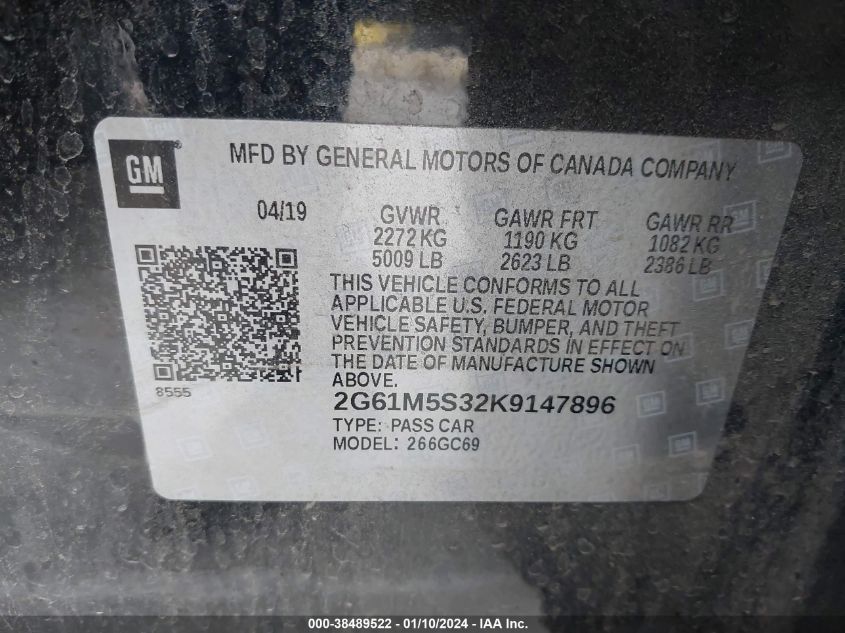 GM
MFD BY GENERAL MOTORS OF CANADA COMPANY
04/19 GVWR GAWR FRT GAWR RR
2272 KG 1190 KG 1082 KG
5009 LB 2623 LB 2386 LB
THIS VEHICLE CONFORMS TO ALL
APPLICABLE U.S. FEDERAL MOTOR
VEHICLE SAFETY, BUMPER, AND THEFT
PREVENTION STANDARDS IN EFFECT ON
THE DATE OF MANUFACTURE SHOWN
ABOVE.
8555
2G61M5S32K9147896
TYPE: PASS CAR
MODEL: 266GC69
000-38489522 - 01/10/2024 - IAA Inc.